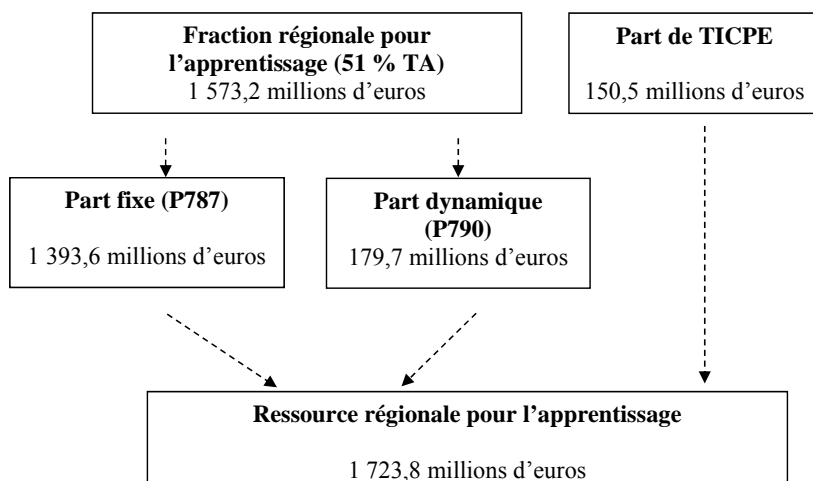 Fraction régionale pour
l'apprentissage (51 % TA)
1 573,2 millions d'euros
Part de TICPE
150,5 millions d'euros
Part fixe (P787)
1 393,6 millions d'euros
Part dynamique
(P790)
179,7 millions d'euros
Ressource régionale pour l'apprentissage
1 723,8 millions d'euros